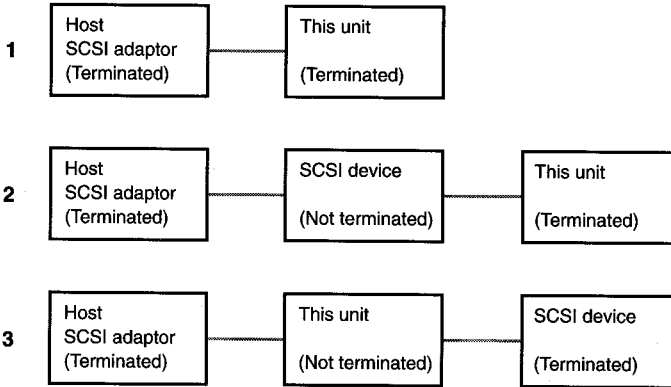 1
Host
SCSI adaptor
(Terminated)
This unit
(Terminated)
2
Host
SCSI adaptor
(Terminated)
SCSI device
(Not terminated)
This unit
(Terminated)
3
Host
SCSI adaptor
(Terminated)
This unit
(Not terminated)
SCSI device
(Terminated)